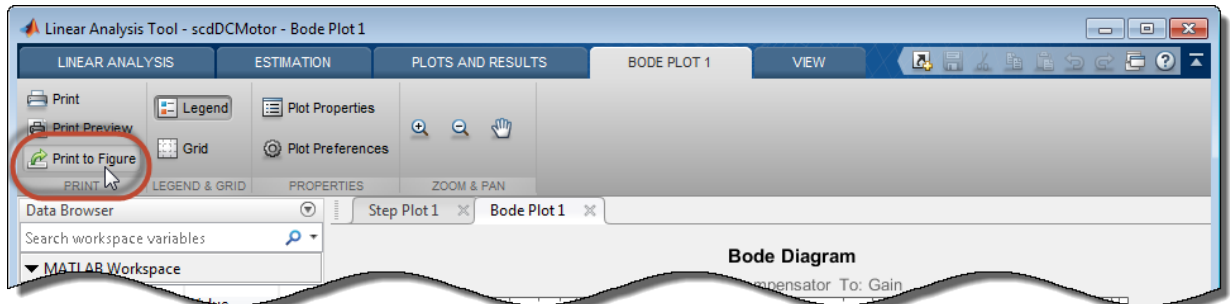 Linear Analysis Tool - scdDCMotor - Bode Plot 1
LINEAR ANALYSIS ESTIMATION PLOTS AND RESULTS BODE PLOT 1 VIEW
Print
Print Preview
Print to Figure
PRINT
Legend
Grid
LEGEND & GRID
Plot Properties
Plot Preferences
PROPERTIES
ZOOM & PAN
Data Browser
Search workspace variables
MATLAB Workspace
Step Plot 1 Bode Plot 1
Bode Diagram
To: Gain